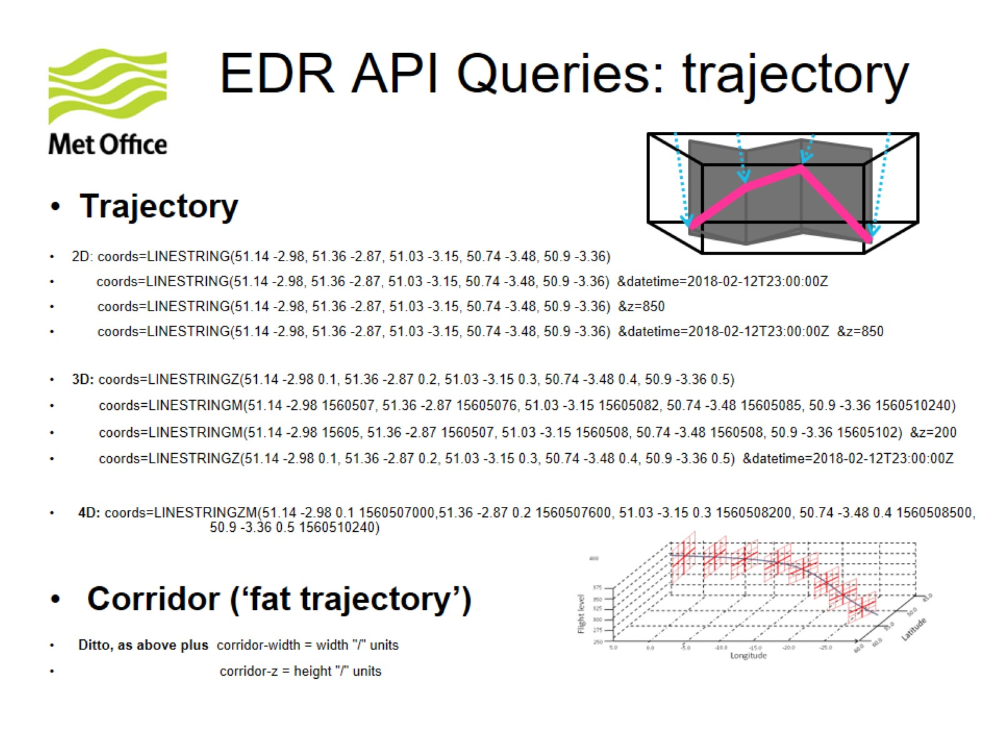 EDR API Queries: trajectory
Met Office
• Trajectory
• 2D: coords=LINESTRING(51.14 -2.98, 51.36 -2.87, 51.03 -3.15, 50.74 -3.48, 50.9 -3.36)
• coords=LINESTRING(51.14 -2.98, 51.36 -2.87, 51.03 -3.15, 50.74 -3.48, 50.9 -3.36) &datetime=2018-02-12T23:00:00Z
• coords=LINESTRING(51.14 -2.98, 51.36 -2.87, 51.03 -3.15, 50.74 -3.48, 50.9 -3.36) &z=850
• coords=LINESTRING(51.14 -2.98, 51.36 -2.87, 51.03 -3.15, 50.74 -3.48, 50.9 -3.36) &datetime=2018-02-12T23:00:00Z &z=850
• 3D: coords=LINESTRINGZ(51.14 -2.98 0.1, 51.36 -2.87 0.2, 51.03 -3.15 0.3, 50.74 -3.48 0.4, 50.9 -3.36 0.5)
• coords=LINESTRINGM(51.14 -2.98 1560507, 51.36 -2.87 15605076, 51.03 -3.15 15605082, 50.74 -3.48 15605085, 50.9 -3.36 1560510240)
• coords=LINESTRINGM(51.14 -2.98 15605, 51.36 -2.87 1560507, 51.03 -3.15 1560508, 50.74 -3.48 1560508, 50.9 -3.36 15605102) &z=200
• coords=LINESTRINGZ(51.14 -2.98 0.1, 51.36 -2.87 0.2, 51.03 -3.15 0.3, 50.74 -3.48 0.4, 50.9 -3.36 0.5) &datetime=2018-02-12T23:00:00Z
• 4D: coords=LINESTRINGZM(51.14 -2.98 0.1 1560507000,51.36 -2.87 0.2 1560507600, 51.03 -3.15 0.3 1560508200, 50.74 -3.48 0.4 1560508500,
50.9 -3.36 0.5 1560510240)
• Corridor (‘fat trajectory’)
• Ditto, as above plus corridor-width = width "/" units
• corridor-z = height "/" units
400
375
350
325
300
275
250
Flight level
5.0 0.0 -5.0 -10.0 -15.0 -20.0 -25.0
Longitude
60.0 60.0 55.0 50.0 45.0
Latitude